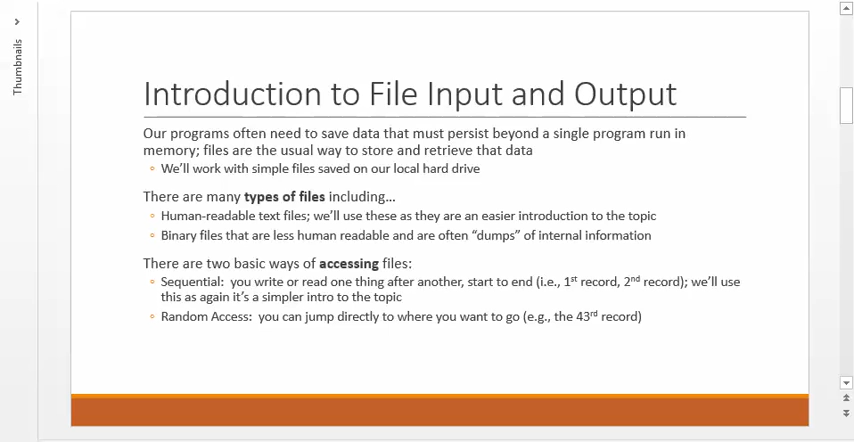 Thumbnails
Introduction to File Input and Output
Our programs often need to save data that must persist beyond a single program run in
memory; files are the usual way to store and retrieve that data
◦ We'll work with simple files saved on our local hard drive
There are many types of files including…
◦ Human-readable text files; we'll use these as they are an easier introduction to the topic
◦ Binary files that are less human readable and are often “dumps” of internal information
There are two basic ways of accessing files:
◦ Sequential: you write or read one thing after another, start to end (i.e., 1st record, 2nd record); we'll use
this as again it's a simpler intro to the topic
◦ Random Access: you can jump directly to where you want to go (e.g., the 43rd record)